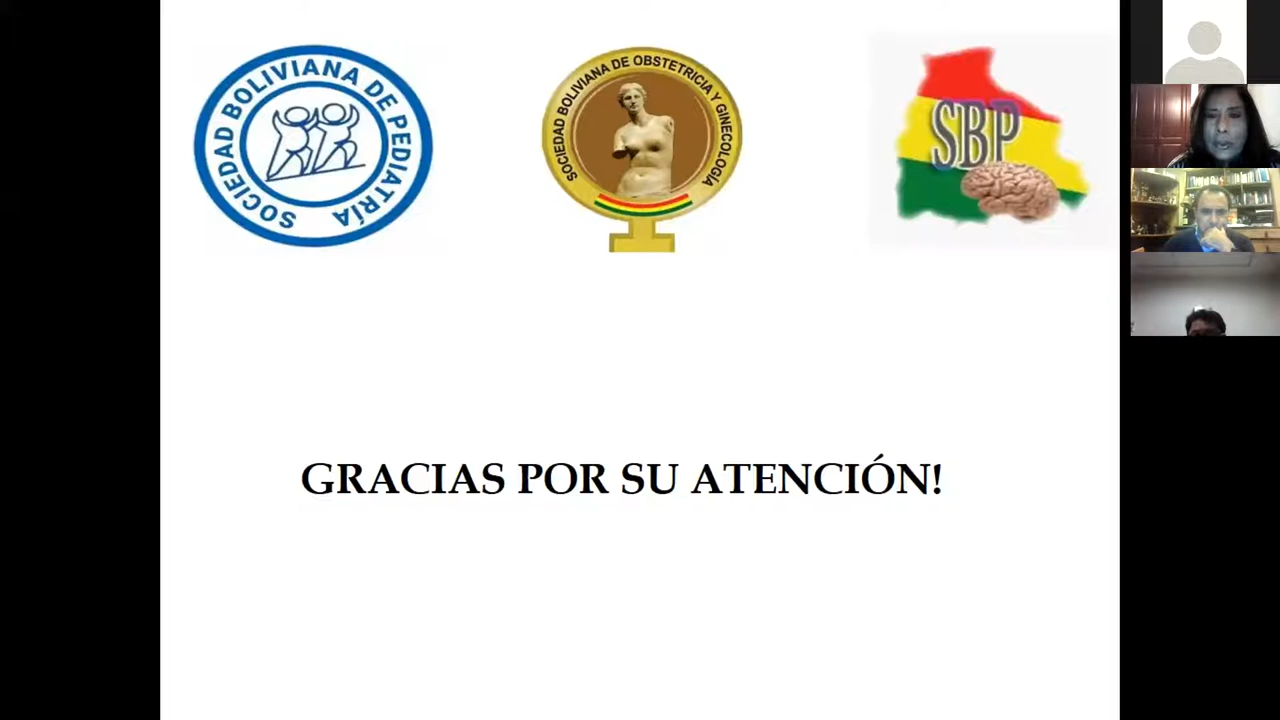 SOCIEDAD BOLIVIANA DE PEDIATRÍA
SOCIEDAD BOLIVIANA DE OBSTETRICIA Y GINECOLOGÍA
SBP
GRACIAS POR SU ATENCIÓN!